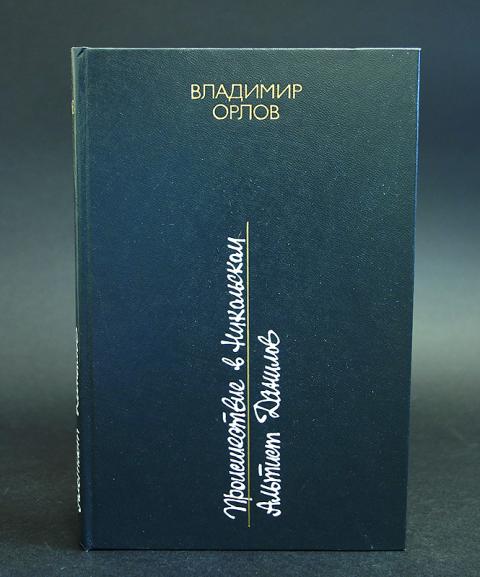 ВЛАДИМИР
ОРЛОВ
Происшествие в Никольском
Альтист Данилов